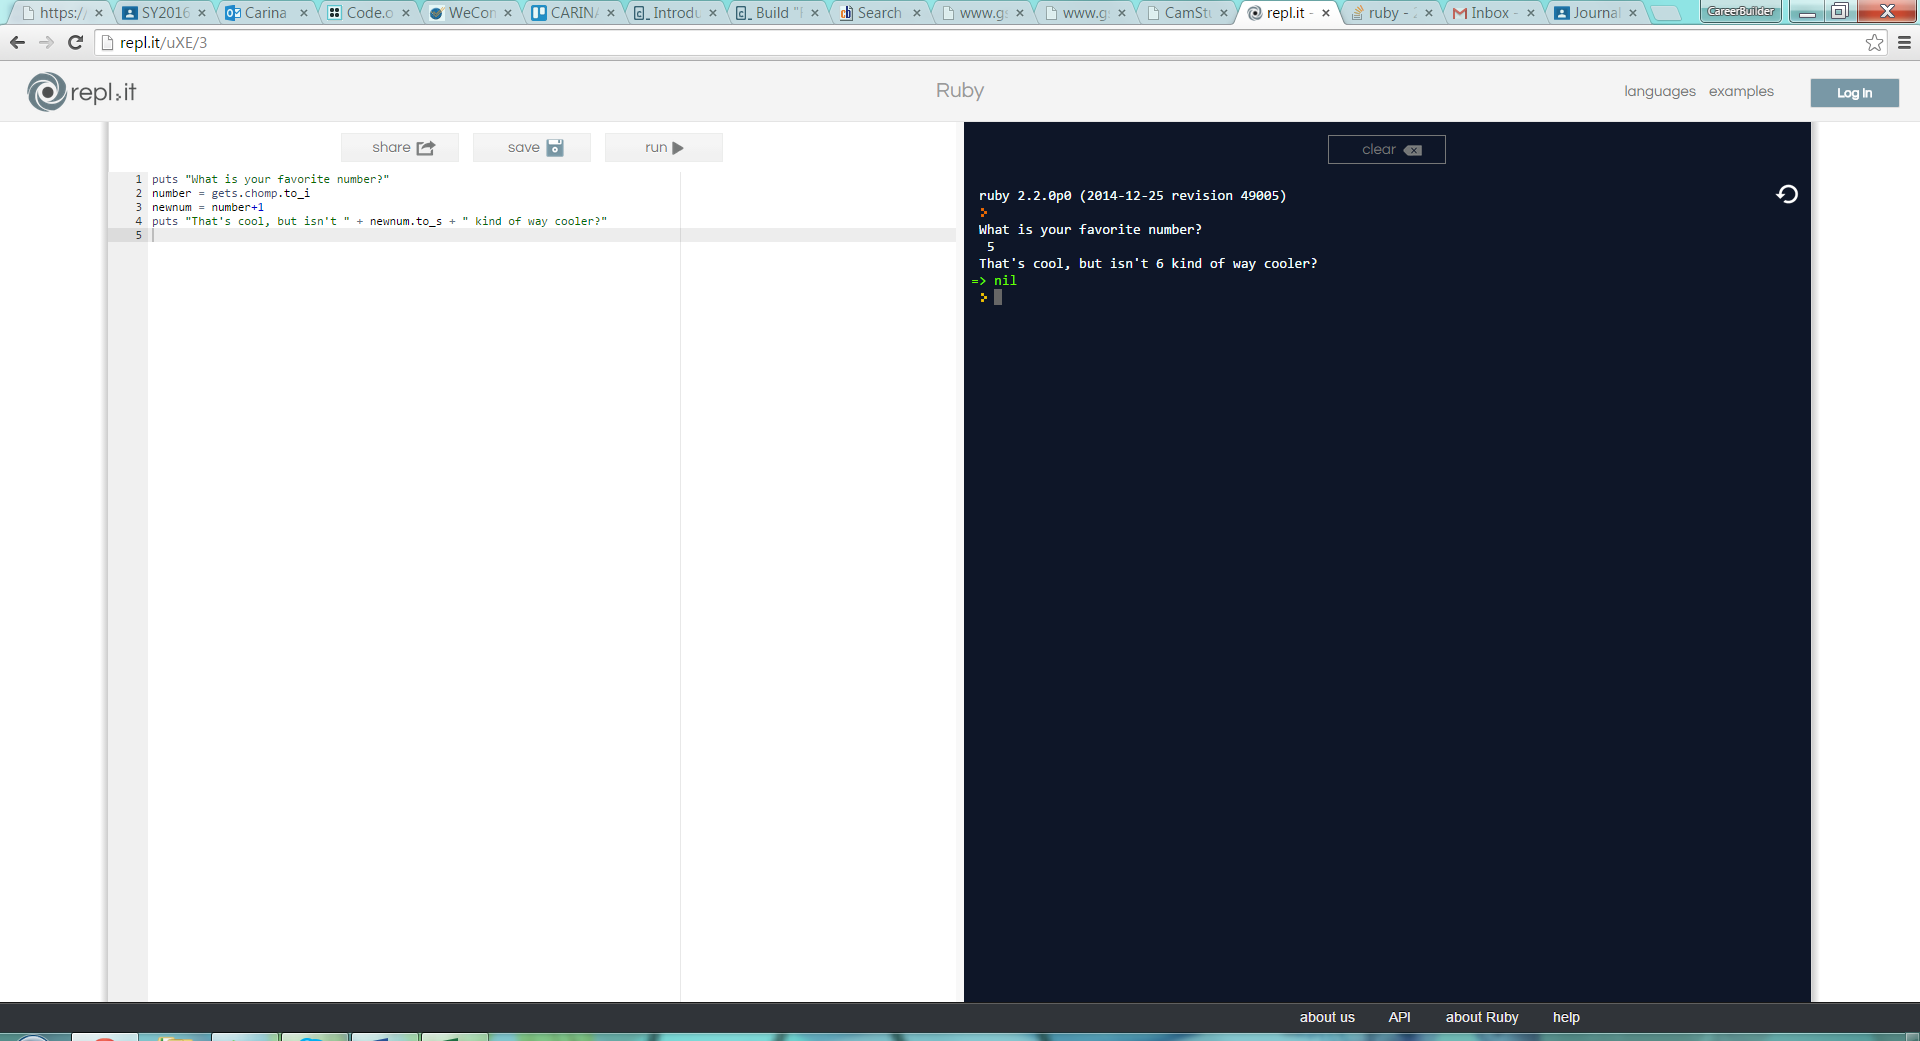 https:/
SY2016
Carina
Code.o
WeCon
CARINA
Introdu
Build "F
Search
www.gs
www.gs
CamStu
repl.it -
ruby -
Inbox -
Journal
CareerBuilder
repl.it/uXE/3
repl.it
Ruby
languages examples Log In
share save run
clear
1 puts "What is your favorite number?"
2 number = gets.chomp.to_i
3 newnum = number+1
4 puts "That's cool, but isn't " + newnum.to_s + " kind of way cooler?"
5
ruby 2.2.0p0 (2014-12-25 revision 49005)
What is your favorite number?
5
That's cool, but isn't 6 kind of way cooler?
=> nil
about us API about Ruby help